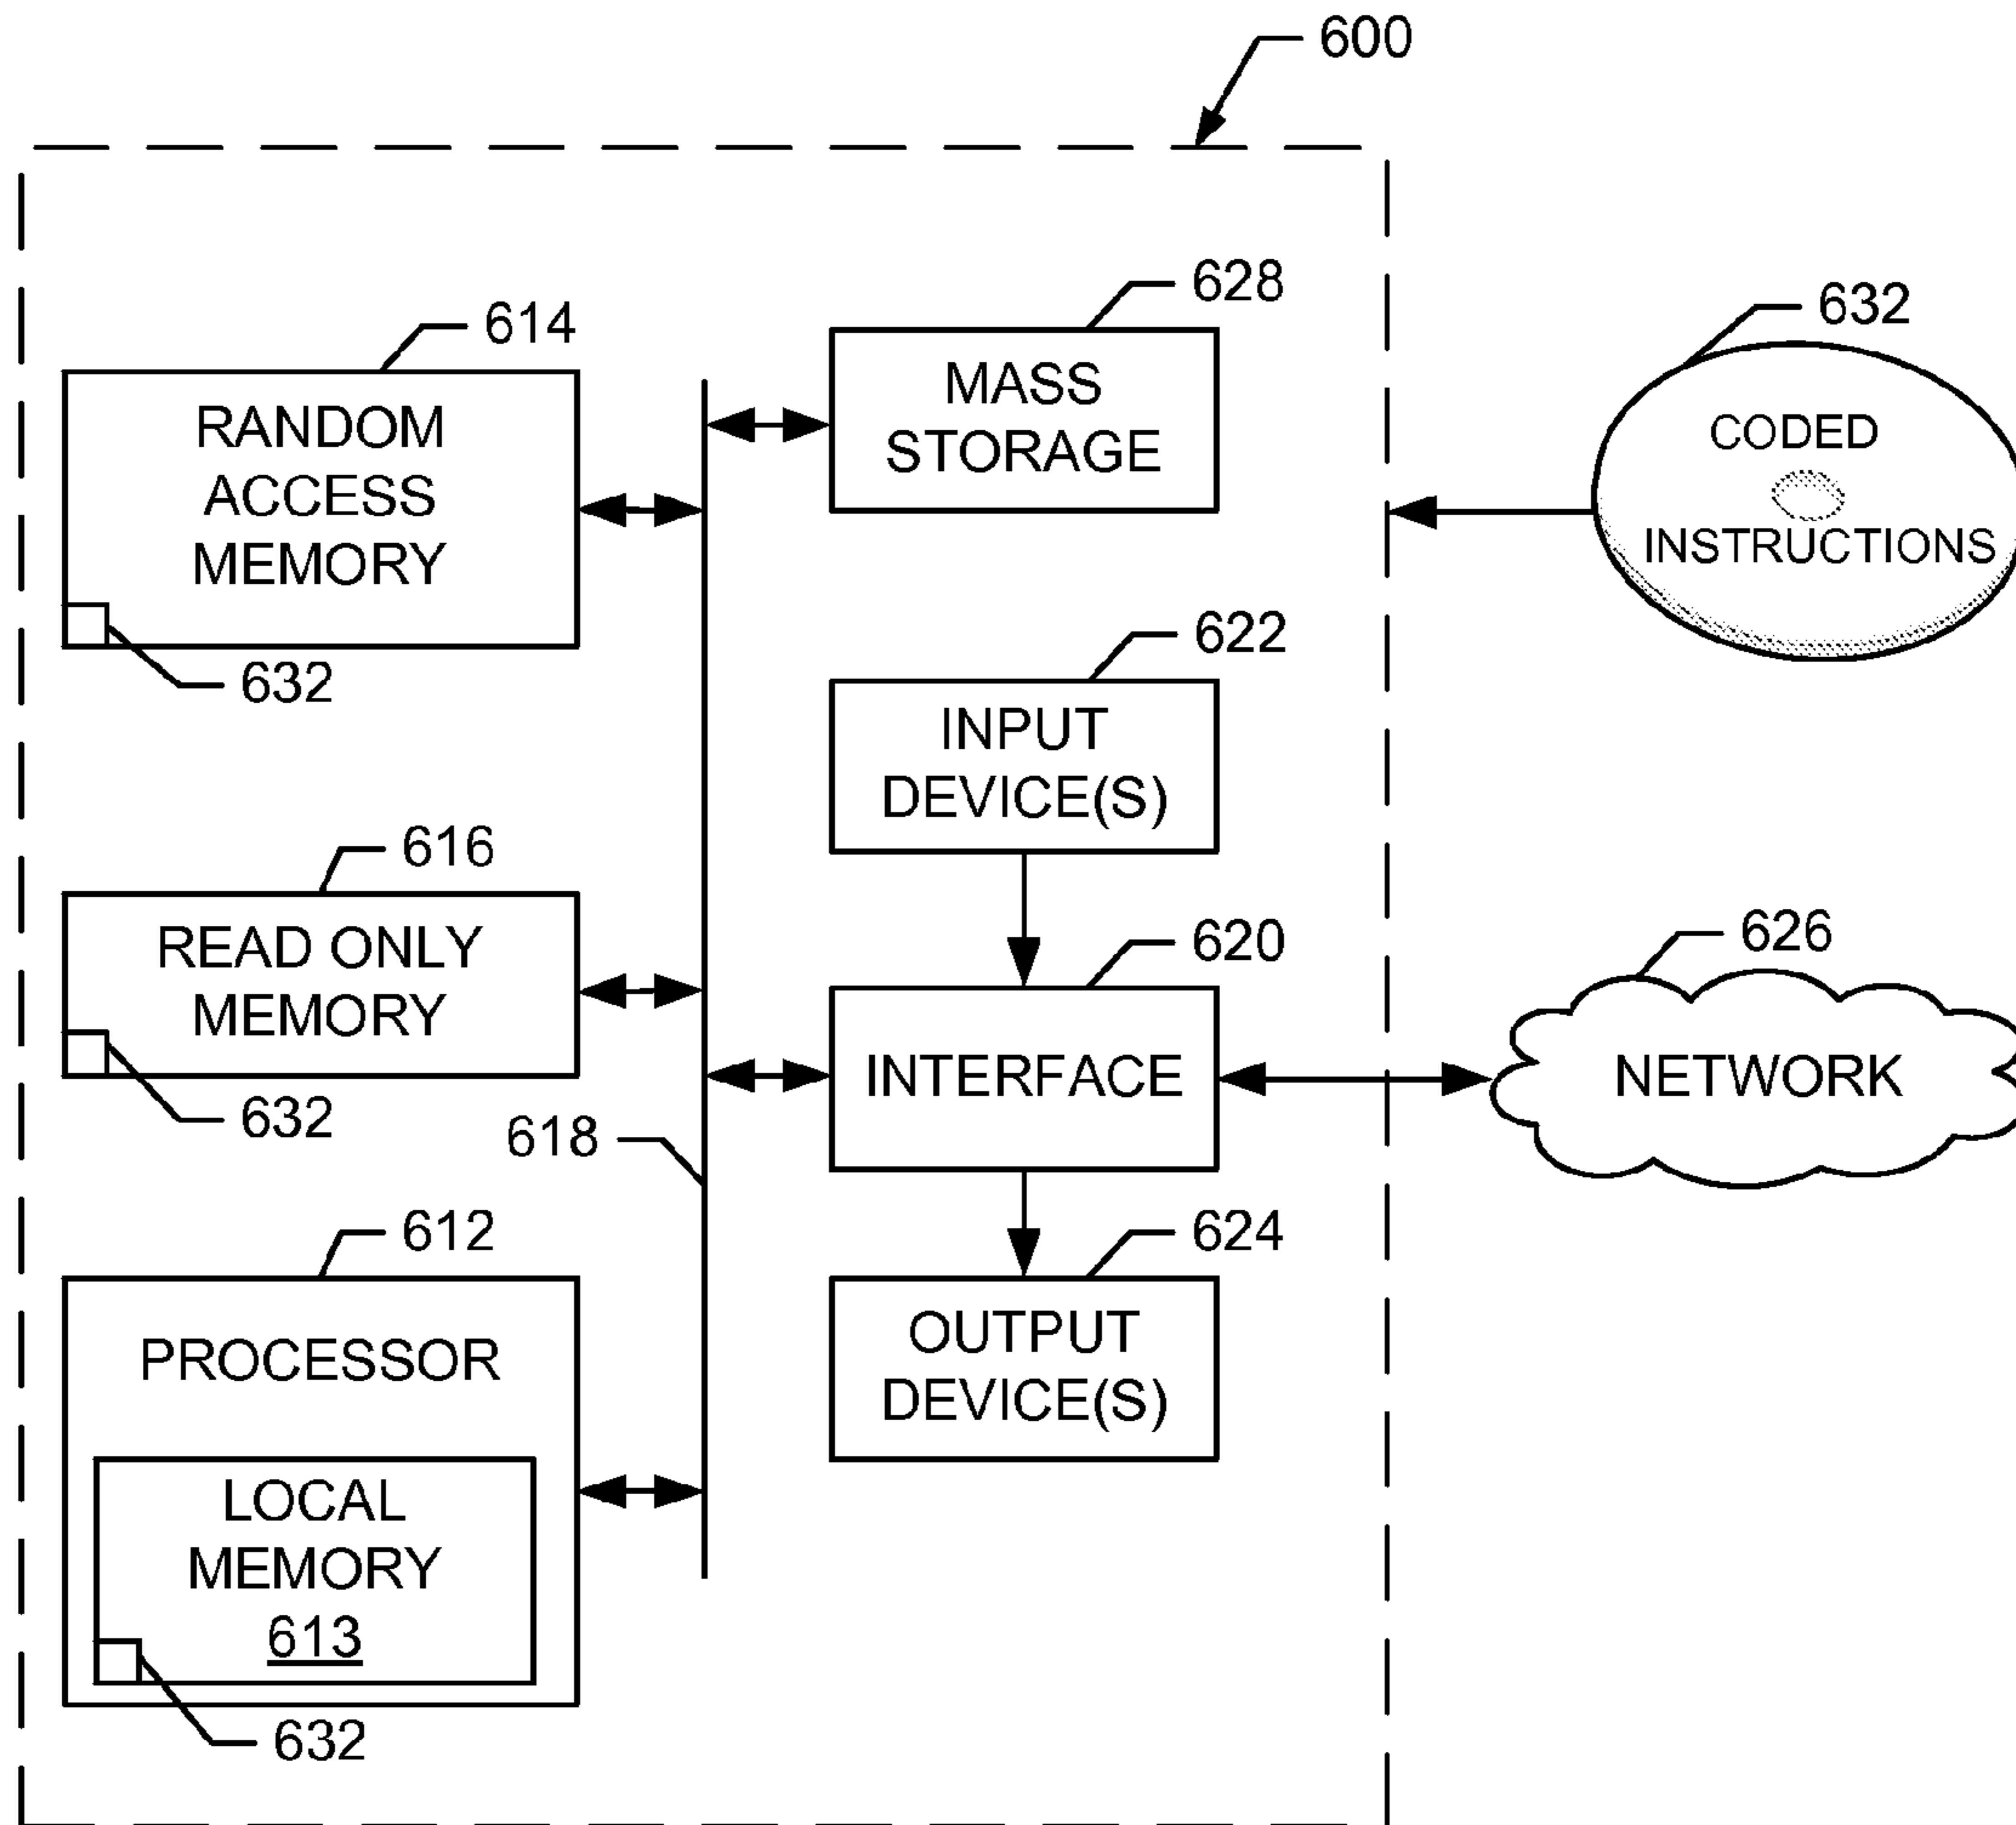 600
628
MASS
STORAGE
614
RANDOM
ACCESS
MEMORY
632
632
CODED
INSTRUCTIONS
622
INPUT
DEVICE(S)
616
READ ONLY
MEMORY
632
620
INTERFACE
626
NETWORK
618
612
PROCESSOR
LOCAL
MEMORY
613
632
624
OUTPUT
DEVICE(S)